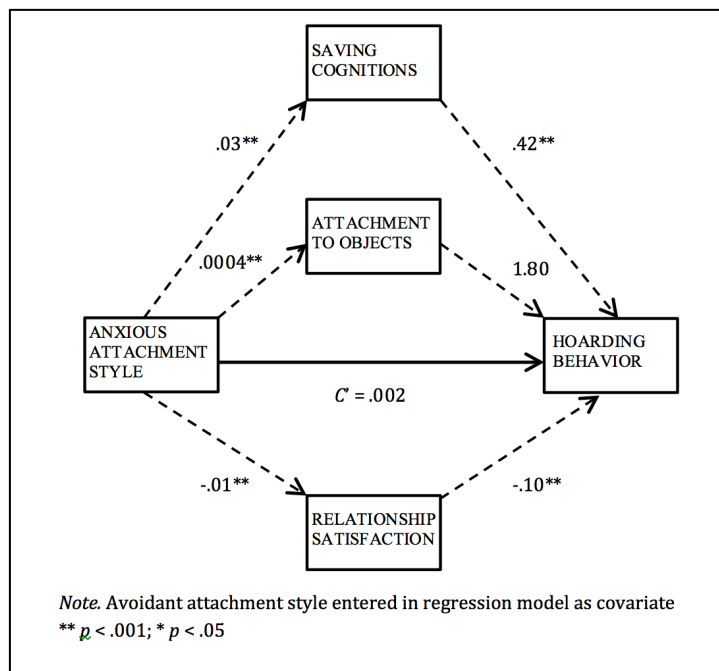 SAVING
COGNITIONS
.03**
.42**
ATTACHMENT
TO OBJECTS
.0004**
1.80
ANXIOUS
ATTACHMENT
STYLE
HOARDING
BEHAVIOR
C' = .002
-.01**
-.10**
RELATIONSHIP
SATISFACTION
Note. Avoidant attachment style entered in regression model as covariate
** p < .001; * p < .05